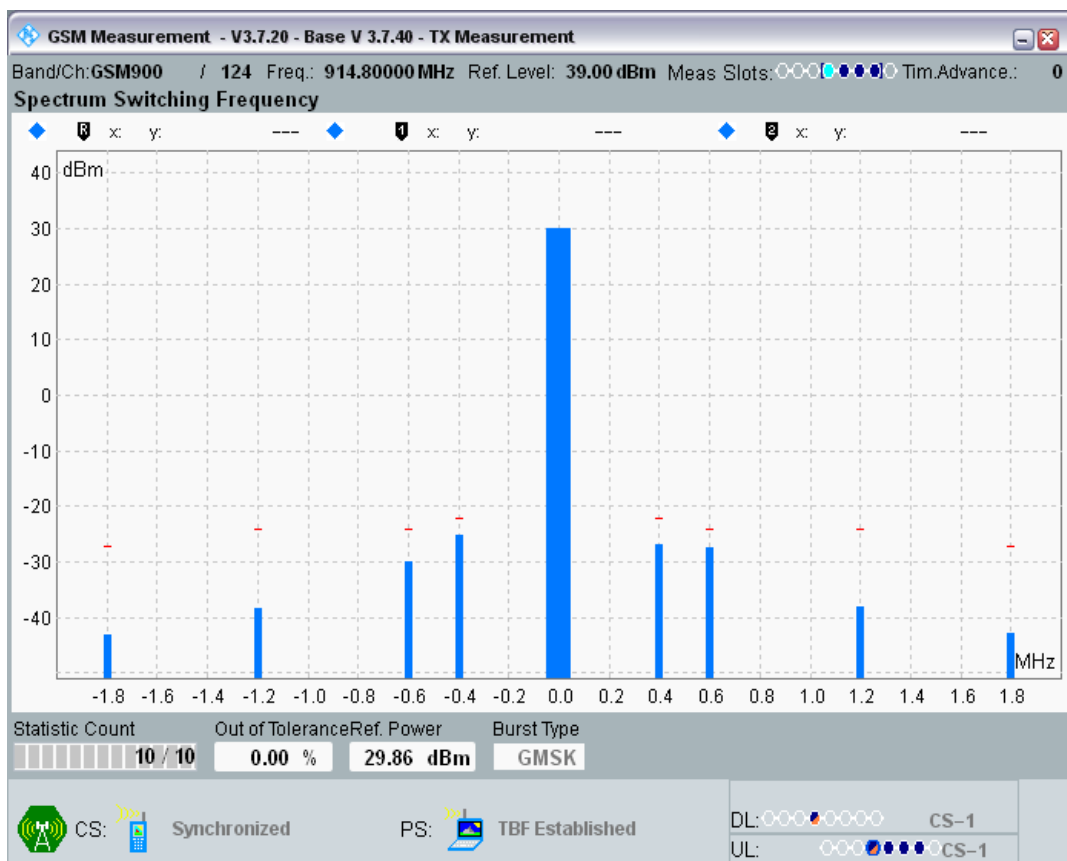 GSM Measurement - V3.7.20 - Base V 3.7.40 - TX Measurement
Band/Ch:GSM900 / 124 Freq.: 914.80000 MHz Ref. Level: 39.00 dBm Meas Slots: Tim.Advance.: 0
Spectrum Switching Frequency
R x: y: --- 1 x: y: --- 2 x: y: ---
dBm
40
30
20
10
0
-10
-20
-30
-40
MHz
-1.8 -1.6 -1.4 -1.2 -1.0 -0.8 -0.6 -0.4 -0.2 0.0 0.2 0.4 0.6 0.8 1.0 1.2 1.4 1.6 1.8
Statistic Count Out of Tolerance Ref. Power Burst Type
10 / 10 0.00 % 29.86 dBm GMSK
CS: Synchronized PS: TBF Established
DL: CS-1
UL: CS-1